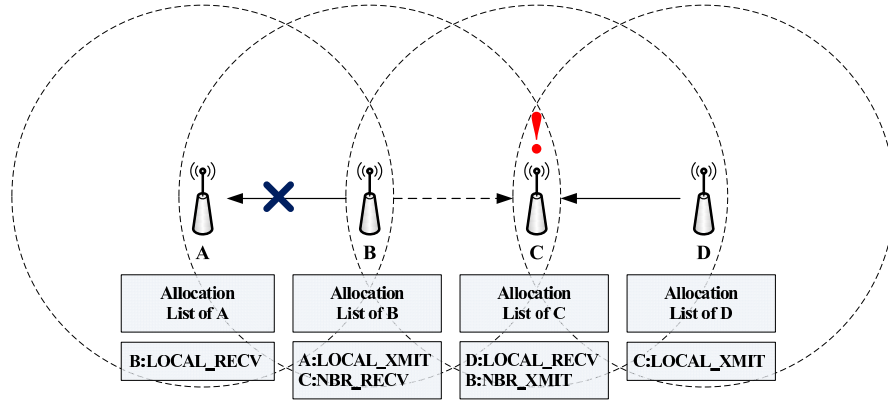 !
A
B
C
D
Allocation
List of A
Allocation
List of B
Allocation
List of C
Allocation
List of D
B:LOCAL_RECV
A:LOCAL_XMIT
C:NBR_RECV
D:LOCAL_RECV
B:NBR_XMIT
C:LOCAL_XMIT